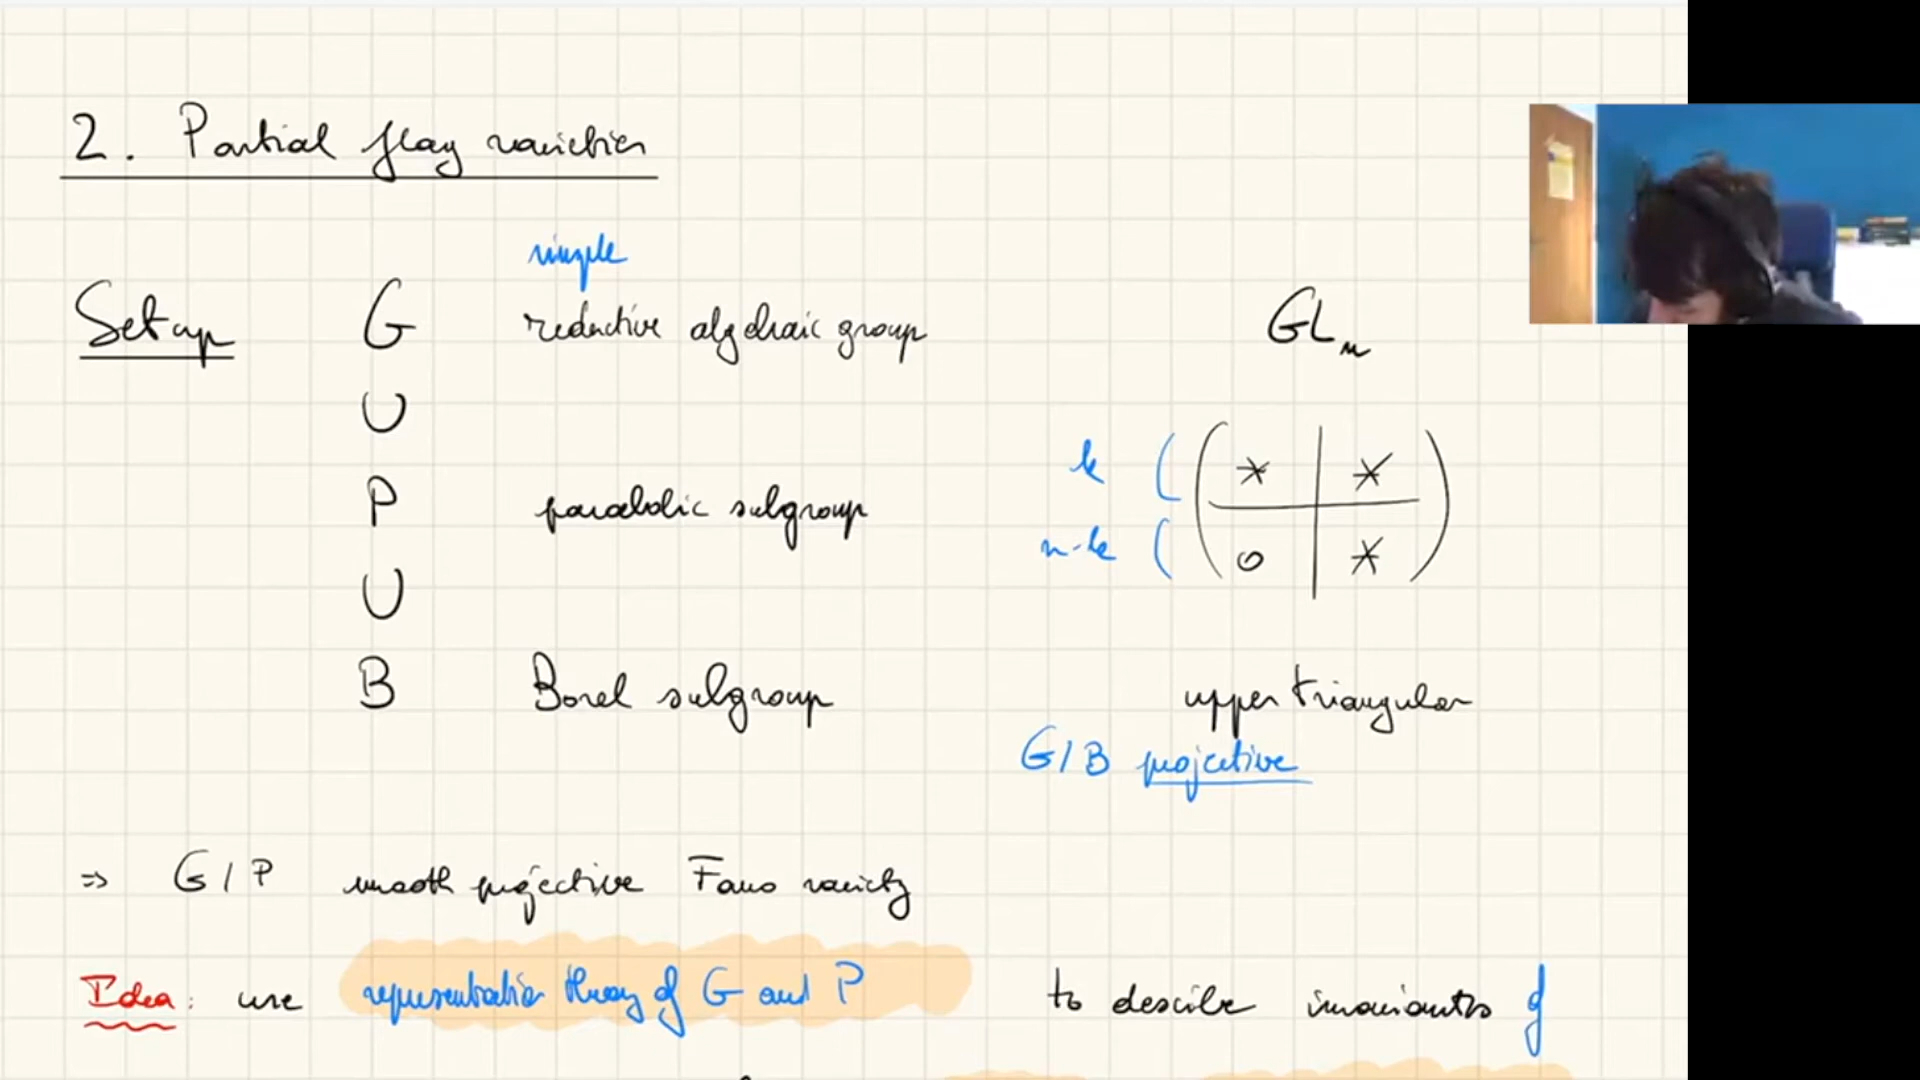 2. Partial flag varieties
simple
Setup G reductive algebraic group GLn
∪
k ( ( * | * )
P parabolic subgroup
n-k ( ( 0 | * )
∪
B Borel subgroup upper triangular
G/B projective
⇒ G/P smooth projective Fano variety
Idea: use representation theory of G and P to describe invariants of